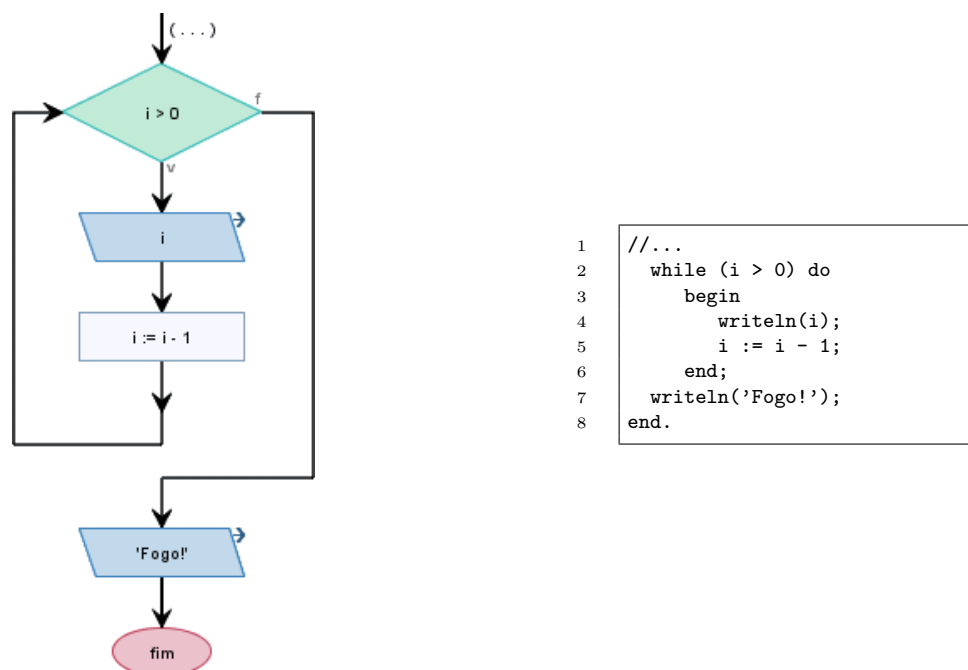 (...)
i > 0
f
v
i
i := i - 1
'Fogo!'
fim
1 //...
2 while (i > 0) do
3 begin
4 writeln(i);
5 i := i - 1;
6 end;
7 writeln('Fogo!');
8 end.